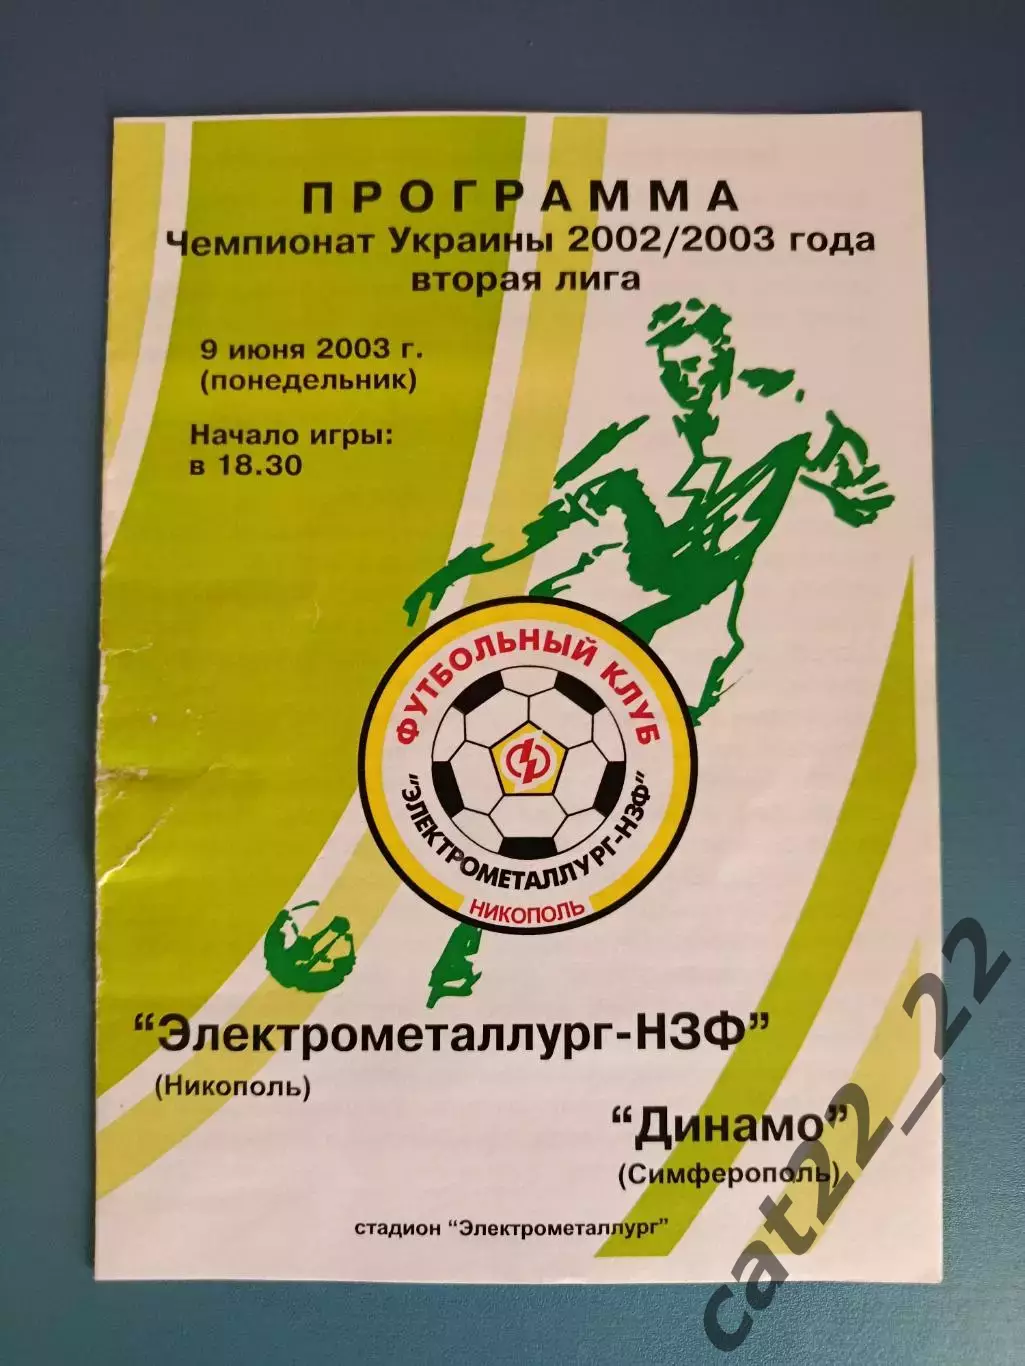 ПРОГРАММА
Чемпионат Украины 2002/2003 года
вторая лига
9 июня 2003 г.
(понедельник)
Начало игры:
в 18.30
ФУТБОЛЬНЫЙ КЛУБ
"ЭЛЕКТРОМЕТАЛЛУРГ-НЗФ"
НИКОПОЛЬ
"Электрометаллург-НЗФ"
(Никополь)
"Динамо"
(Симферополь)
стадион "Электрометаллург"
cat22_22